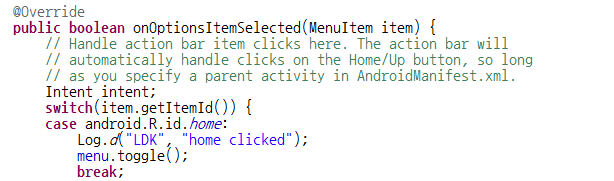 @Override
public boolean onOptionsItemSelected(MenuItem item) {
    // Handle action bar item clicks here. The action bar will
    // automatically handle clicks on the Home/Up button, so long
    // as you specify a parent activity in AndroidManifest.xml.
    Intent intent;
    switch(item.getItemId()) {
    case android.R.id.home:
        Log.d("LDK", "home clicked");
        menu.toggle();
        break;